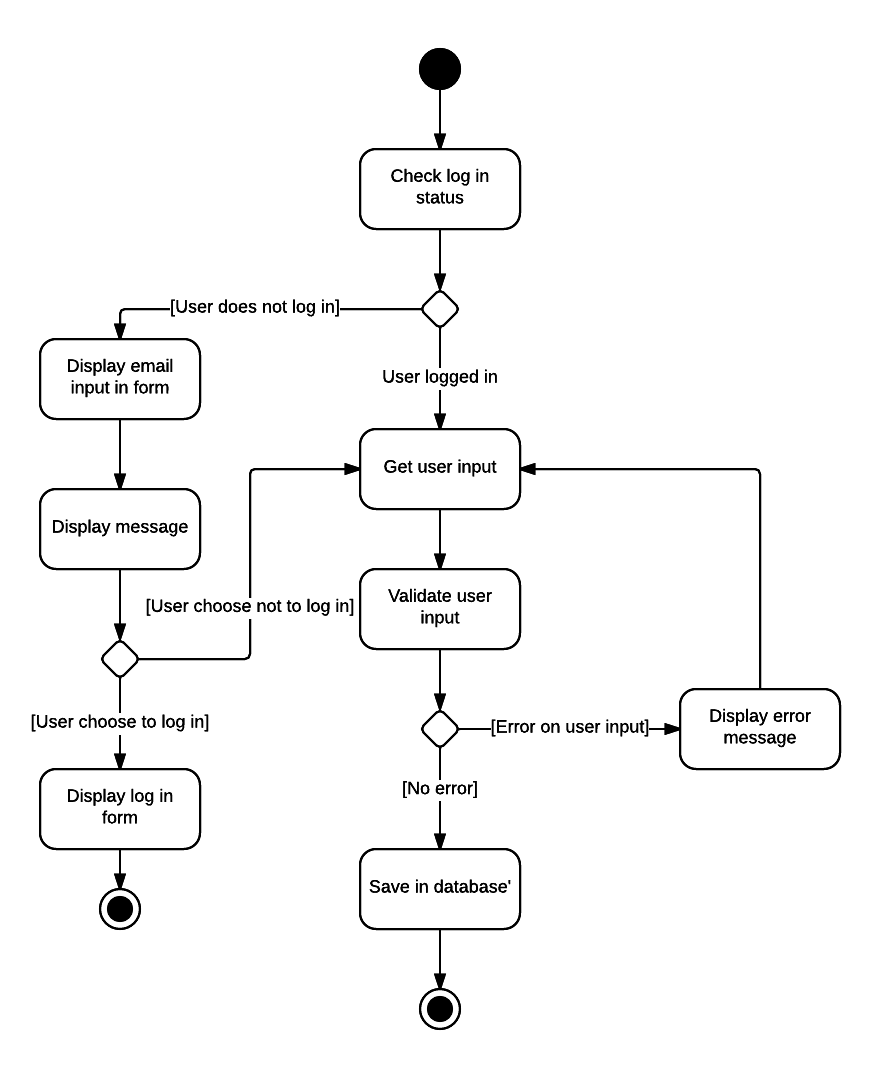 Check log in
status
[User does not log in]
Display email
input in form
User logged in
Get user input
Display message
Validate user
input
[User choose not to log in]
[User choose to log in]
[Error on user input]
Display error
message
Display log in
form
[No error]
Save in database'